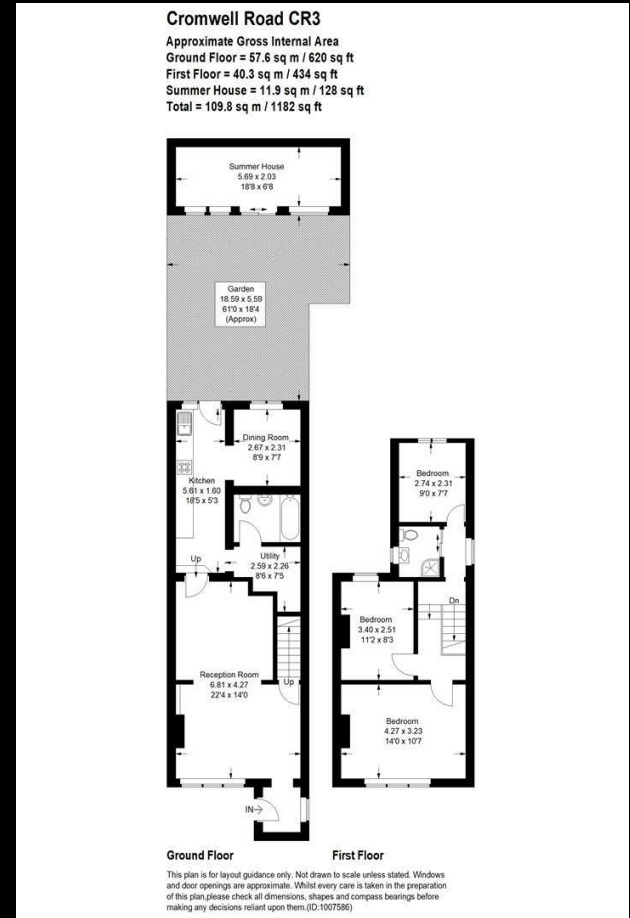 Cromwell Road CR3
Approximate Gross Internal Area
Ground Floor = 57.6 sq m / 620 sq ft
First Floor = 40.3 sq m / 434 sq ft
Summer House = 11.9 sq m / 128 sq ft
Total = 109.8 sq m / 1182 sq ft
Summer House
5.69 x 2.03
18'8 x 6'8
Garden
18.59 x 5.59
61'0 x 18'4
(Approx)
Dining Room
2.67 x 2.31
8'9 x 7'7
Kitchen
5.61 x 1.60
18'5 x 5'3
Up
Utility
2.59 x 2.26
8'6 x 7'5
Reception Room
6.81 x 4.27
22'4 x 14'0
Up
IN
Bedroom
2.74 x 2.31
9'0 x 7'7
Dn
Bedroom
3.40 x 2.51
11'2 x 8'3
Bedroom
4.27 x 3.23
14'0 x 10'7
Ground Floor
First Floor
This plan is for layout guidance only. Not drawn to scale unless stated. Windows
and door openings are approximate. Whilst every care is taken in the preparation
of this plan,please check all dimensions, shapes and compass bearings before
making any decisions reliant upon them.(ID:1007586)